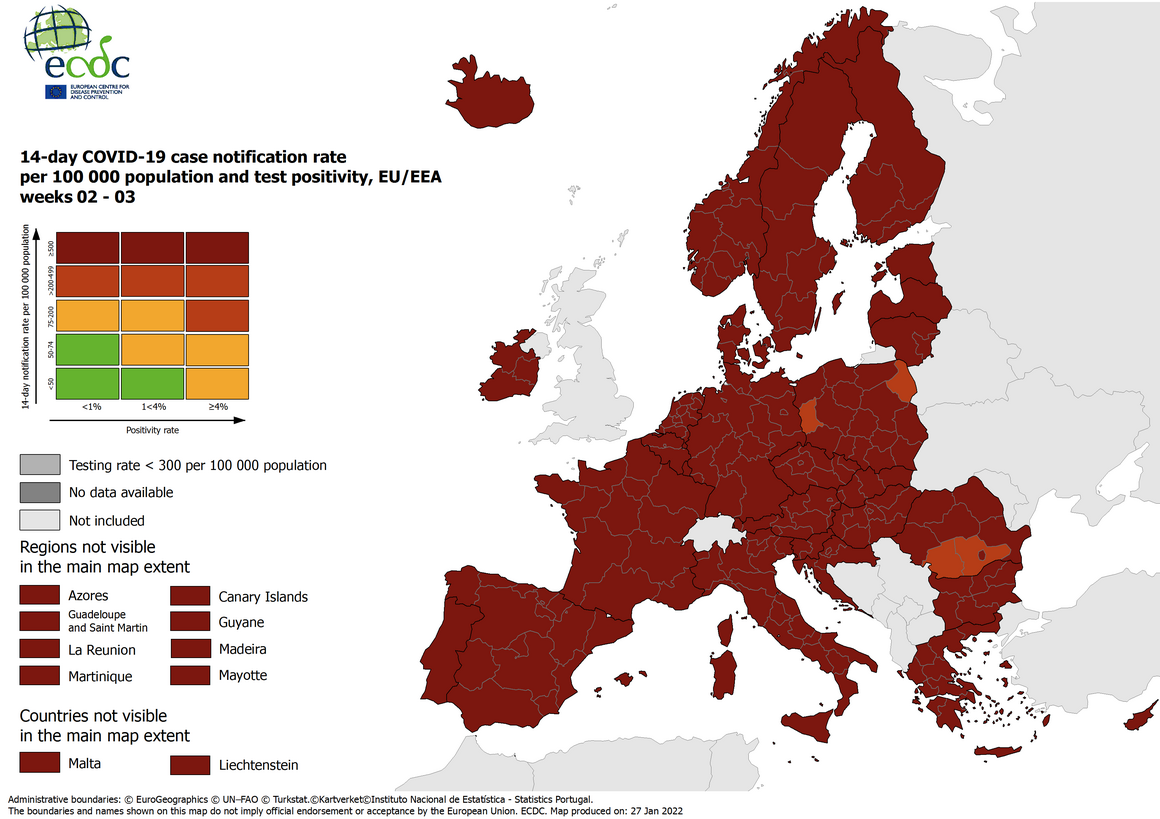 ecdc
EUROPEAN CENTRE FOR
DISEASE PREVENTION
AND CONTROL
14-day COVID-19 case notification rate
per 100 000 population and test positivity, EU/EEA
weeks 02 - 03
14-day notification rate per 100 000 population
≥500
>200-499
75-200
50-74
<50
<1%
1<4%
≥4%
Positivity rate
Testing rate < 300 per 100 000 population
No data available
Not included
Regions not visible
in the main map extent
Azores
Canary Islands
Guadeloupe
and Saint Martin
Guyane
La Reunion
Madeira
Martinique
Mayotte
Countries not visible
in the main map extent
Malta
Liechtenstein
Administrative boundaries: © EuroGeographics © UN–FAO © Turkstat.©Kartverket©Instituto Nacional de Estatística - Statistics Portugal.
The boundaries and names shown on this map do not imply official endorsement or acceptance by the European Union. ECDC. Map produced on: 27 Jan 2022